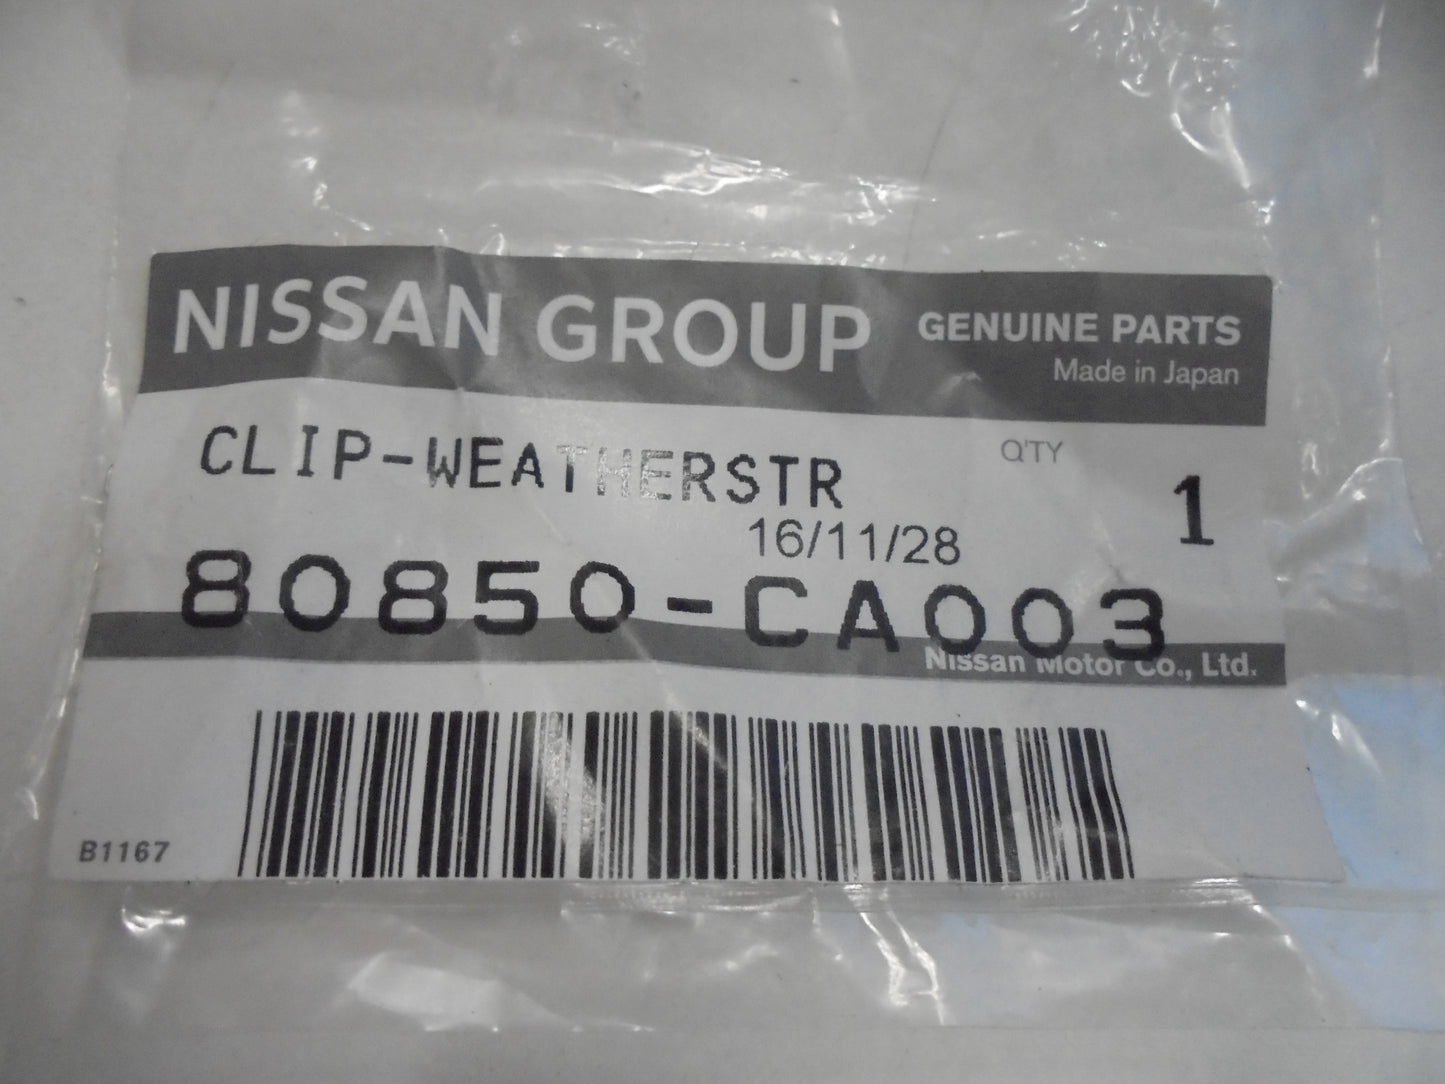 NISSAN GROUP GENUINE PARTS
Made in Japan
CLIP-WEATHERSTR Q'TY 1
16/11/28
80850-CA003
Nissan Motor Co., Ltd.
B1167